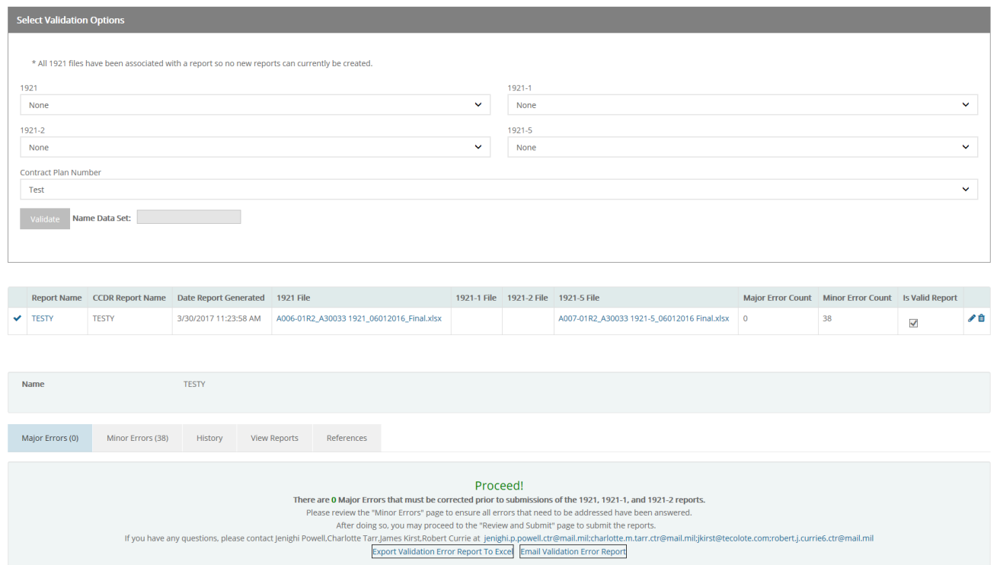 Select Validation Options
* All 1921 files have been associated with a report so no new reports can currently be created.
1921
None
1921-1
None
1921-2
None
1921-5
None
Contract Plan Number
Test
Validate Name Data Set:
Report Name CCDR Report Name Date Report Generated 1921 File 1921-1 File 1921-2 File 1921-5 File Major Error Count Minor Error Count Is Valid Report
TESTY TESTY 3/30/2017 11:23:58 AM A006-01R2_A30033 1921_06012016_Final.xlsx A007-01R2_A30033 1921-5_06012016 Final.xlsx 0 38
Name TESTY
Major Errors (0) Minor Errors (38) History View Reports References
Proceed!
There are 0 Major Errors that must be corrected prior to submissions of the 1921, 1921-1, and 1921-2 reports.
Please review the "Minor Errors" page to ensure all errors that need to be addressed have been answered.
After doing so, you may proceed to the "Review and Submit" page to submit the reports.
If you have any questions, please contact Jenighi Powell,Charlotte Tarr,James Kirst,Robert Currie at jenighi.p.powell.ctr@mail.mil;charlotte.m.tarr.ctr@mail.mil;jkirst@tecolote.com;robert.j.currie6.ctr@mail.mil
Export Validation Error Report To Excel Email Validation Error Report